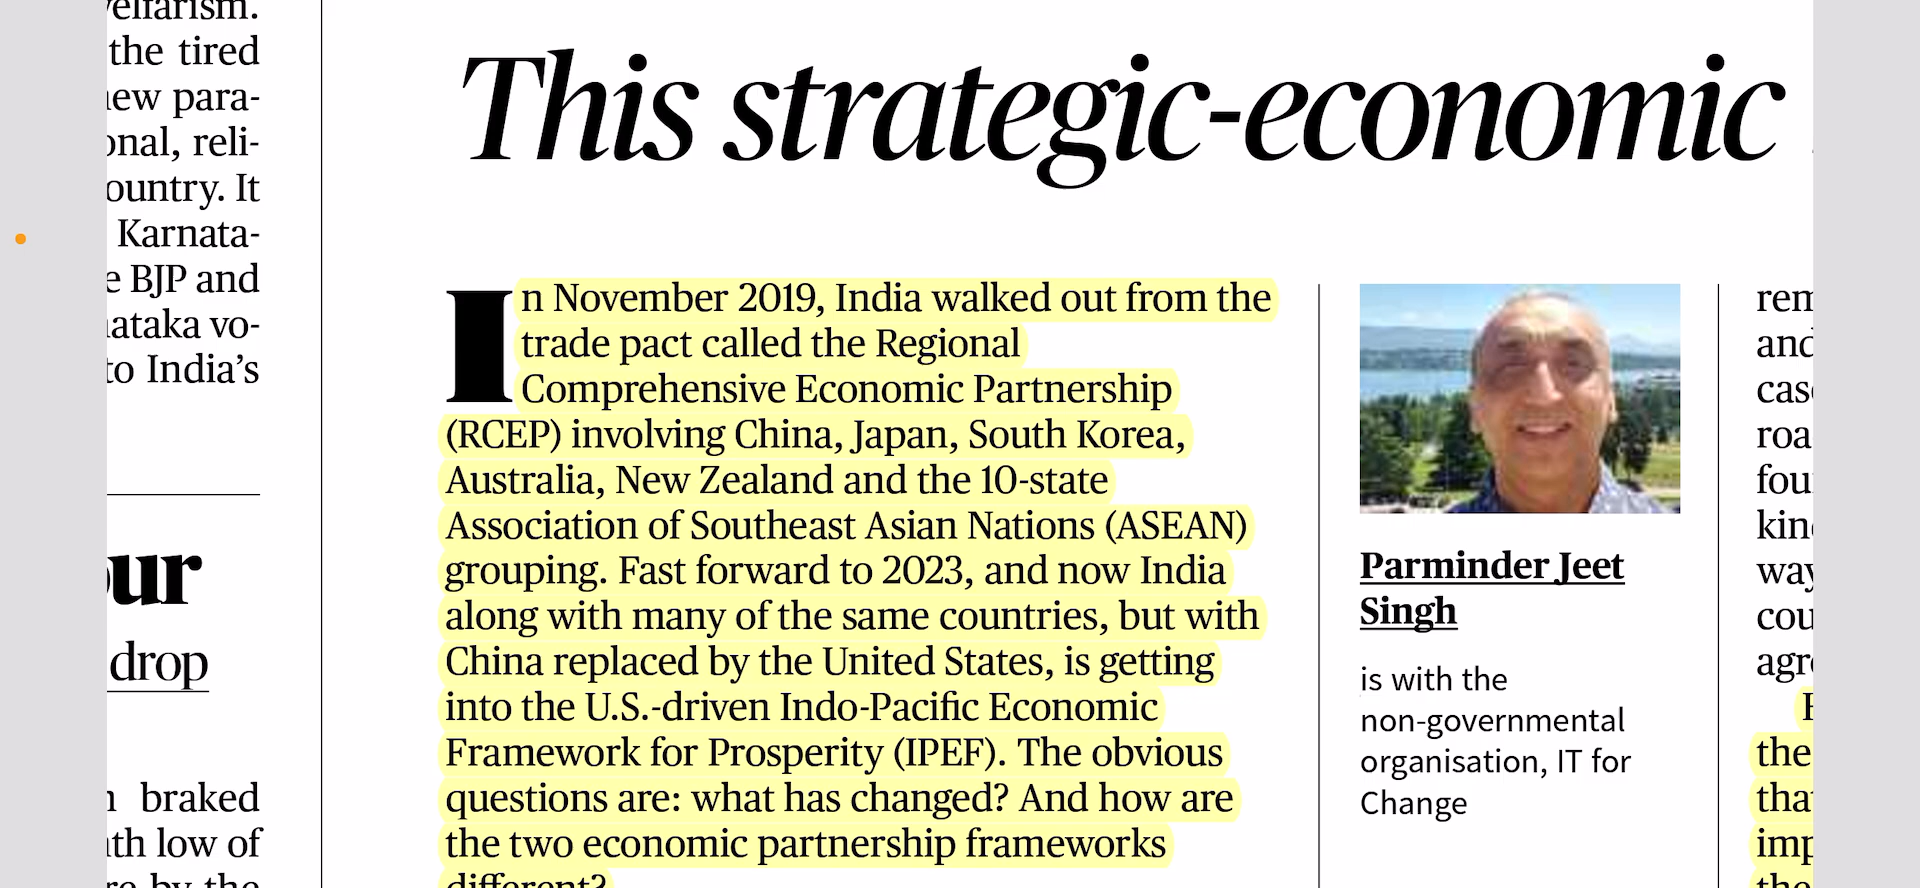 the tired
para-
reli-
It
Karnata-
BJP and
vo-
India's
drop
braked
low of
by the
This strategic-economic
In November 2019, India walked out from the
trade pact called the Regional
Comprehensive Economic Partnership
(RCEP) involving China, Japan, South Korea,
Australia, New Zealand and the 10-state
Association of Southeast Asian Nations (ASEAN)
grouping. Fast forward to 2023, and now India
along with many of the same countries, but with
China replaced by the United States, is getting
into the U.S.-driven Indo-Pacific Economic
Framework for Prosperity (IPEF). The obvious
questions are: what has changed? And how are
the two economic partnership frameworks
different?
Parminder Jeet
Singh
is with the
non-governmental
organisation, IT for
Change
the